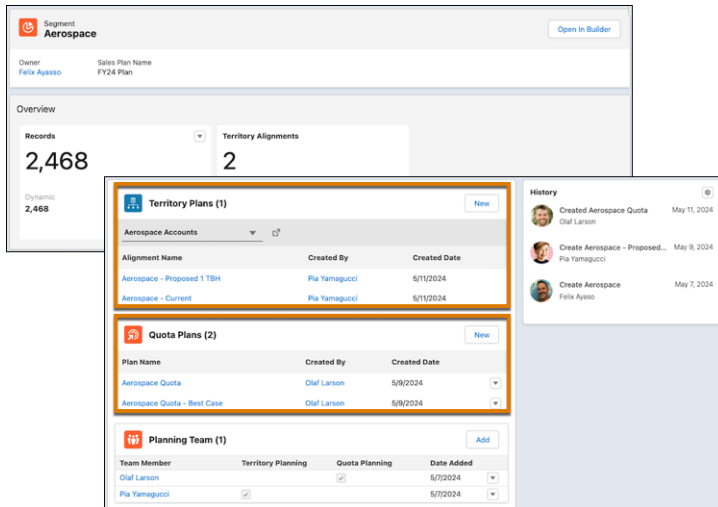 Segment
Aerospace
Open In Builder
Owner
Sales Plan Name
Felix Ayasso
FY24 Plan
Overview
Records
Territory Alignments
2,468
2
Dynamic
2,468
Territory Plans (1)
New
Aerospace Accounts
Alignment Name Created By Created Date
Aerospace - Proposed 1 TBH Pia Yamagucci 5/11/2024
Aerospace - Current Pia Yamagucci 5/11/2024
Quota Plans (2)
New
Plan Name Created By Created Date
Aerospace Quota Olaf Larson 5/9/2024
Aerospace Quota - Best Case Olaf Larson 5/9/2024
Planning Team (1)
Add
Team Member Territory Planning Quota Planning Date Added
Olaf Larson 5/7/2024
Pia Yamagucci 5/7/2024
History
Created Aerospace Quota May 11, 2024
Olaf Larson
Create Aerospace - Proposed... May 9, 2024
Pia Yamagucci
Create Aerospace May 7, 2024
Felix Ayaso